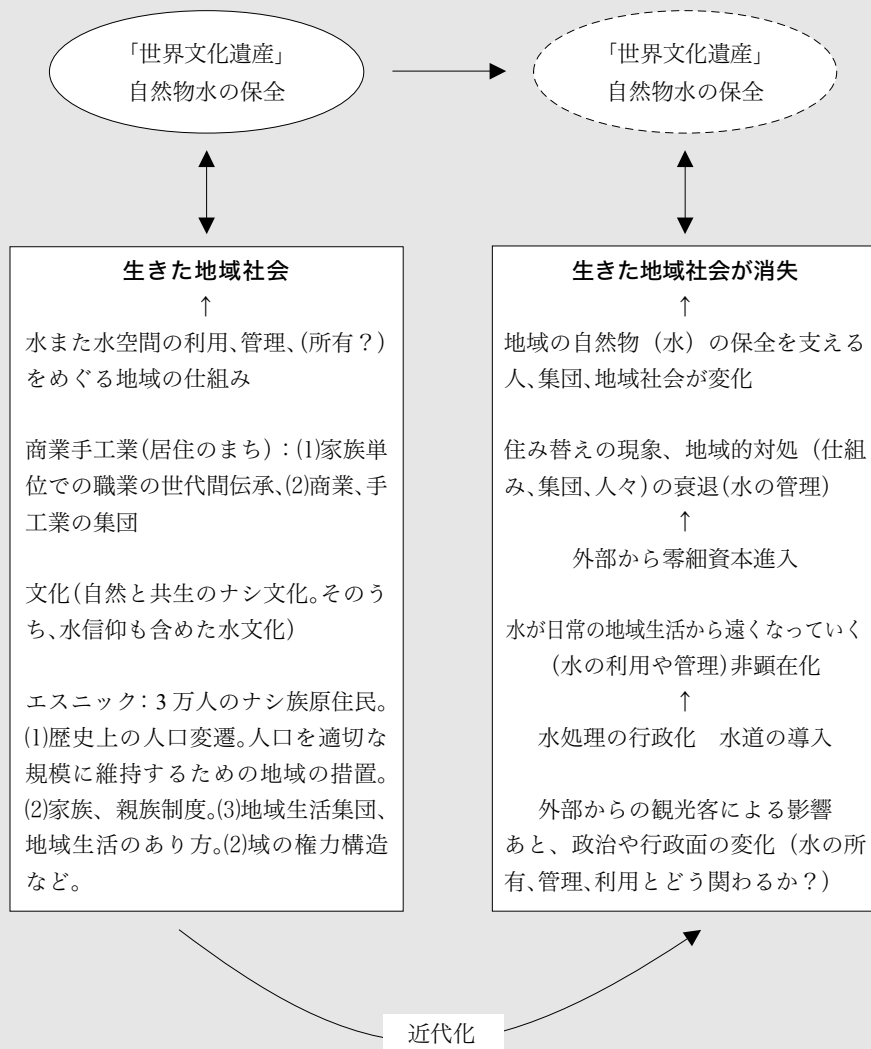 「世界文化遺産」
自然物水の保全
「世界文化遺産」
自然物水の保全
生きた地域社会
↑
水また水空間の利用、管理、(所有？)
をめぐる地域の仕組み
商業手工業(居住のまち)：⑴家族単
位での職業の世代間伝承、⑵商業、手
工業の集団
文化(自然と共生のナシ文化。そのう
ち、水信仰も含めた水文化)
エスニック：3万人のナシ族原住民。
⑴歴史上の人口変遷。人口を適切な
規模に維持するための地域の措置。
⑵家族、親族制度。⑶地域生活集団、
地域生活のあり方。⑵域の権力構造
など。
生きた地域社会が消失
↑
地域の自然物（水）の保全を支える
人、集団、地域社会が変化
住み替えの現象、地域的対処（仕組
み、集団、人々)の衰退(水の管理)
↑
外部から零細資本進入
水が日常の地域生活から遠くなっていく
(水の利用や管理)非顕在化
↑
水処理の行政化　水道の導入
外部からの観光客による影響
あと、政治や行政面の変化（水の所
有、管理、利用とどう関わるか？）
近代化